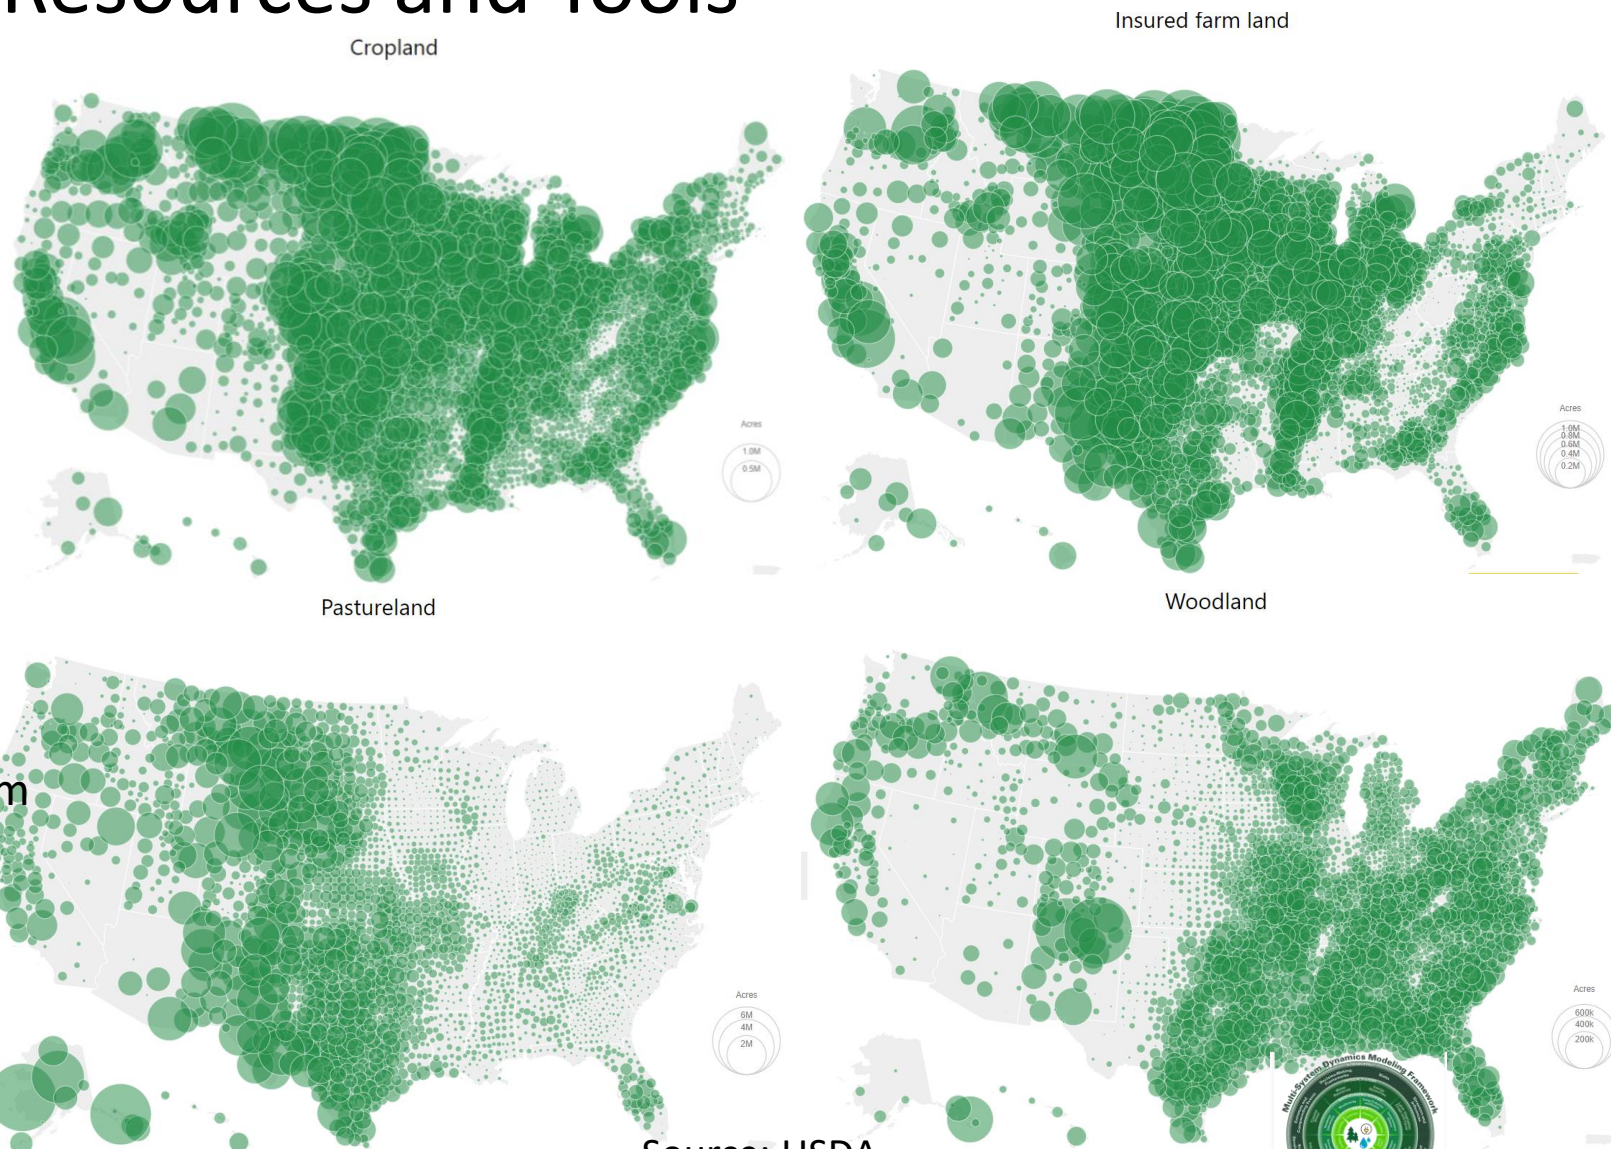 Resources and Tools
Cropland
Insured farm land
Acres
1.0M
0.5M
Acres
1.0M
0.8M
0.6M
0.4M
0.2M
Pastureland
Woodland
m
Acres
6M
4M
2M
Acres
600k
400k
200k
Multi-System Dynamics Modeling Framework
Source: USDA